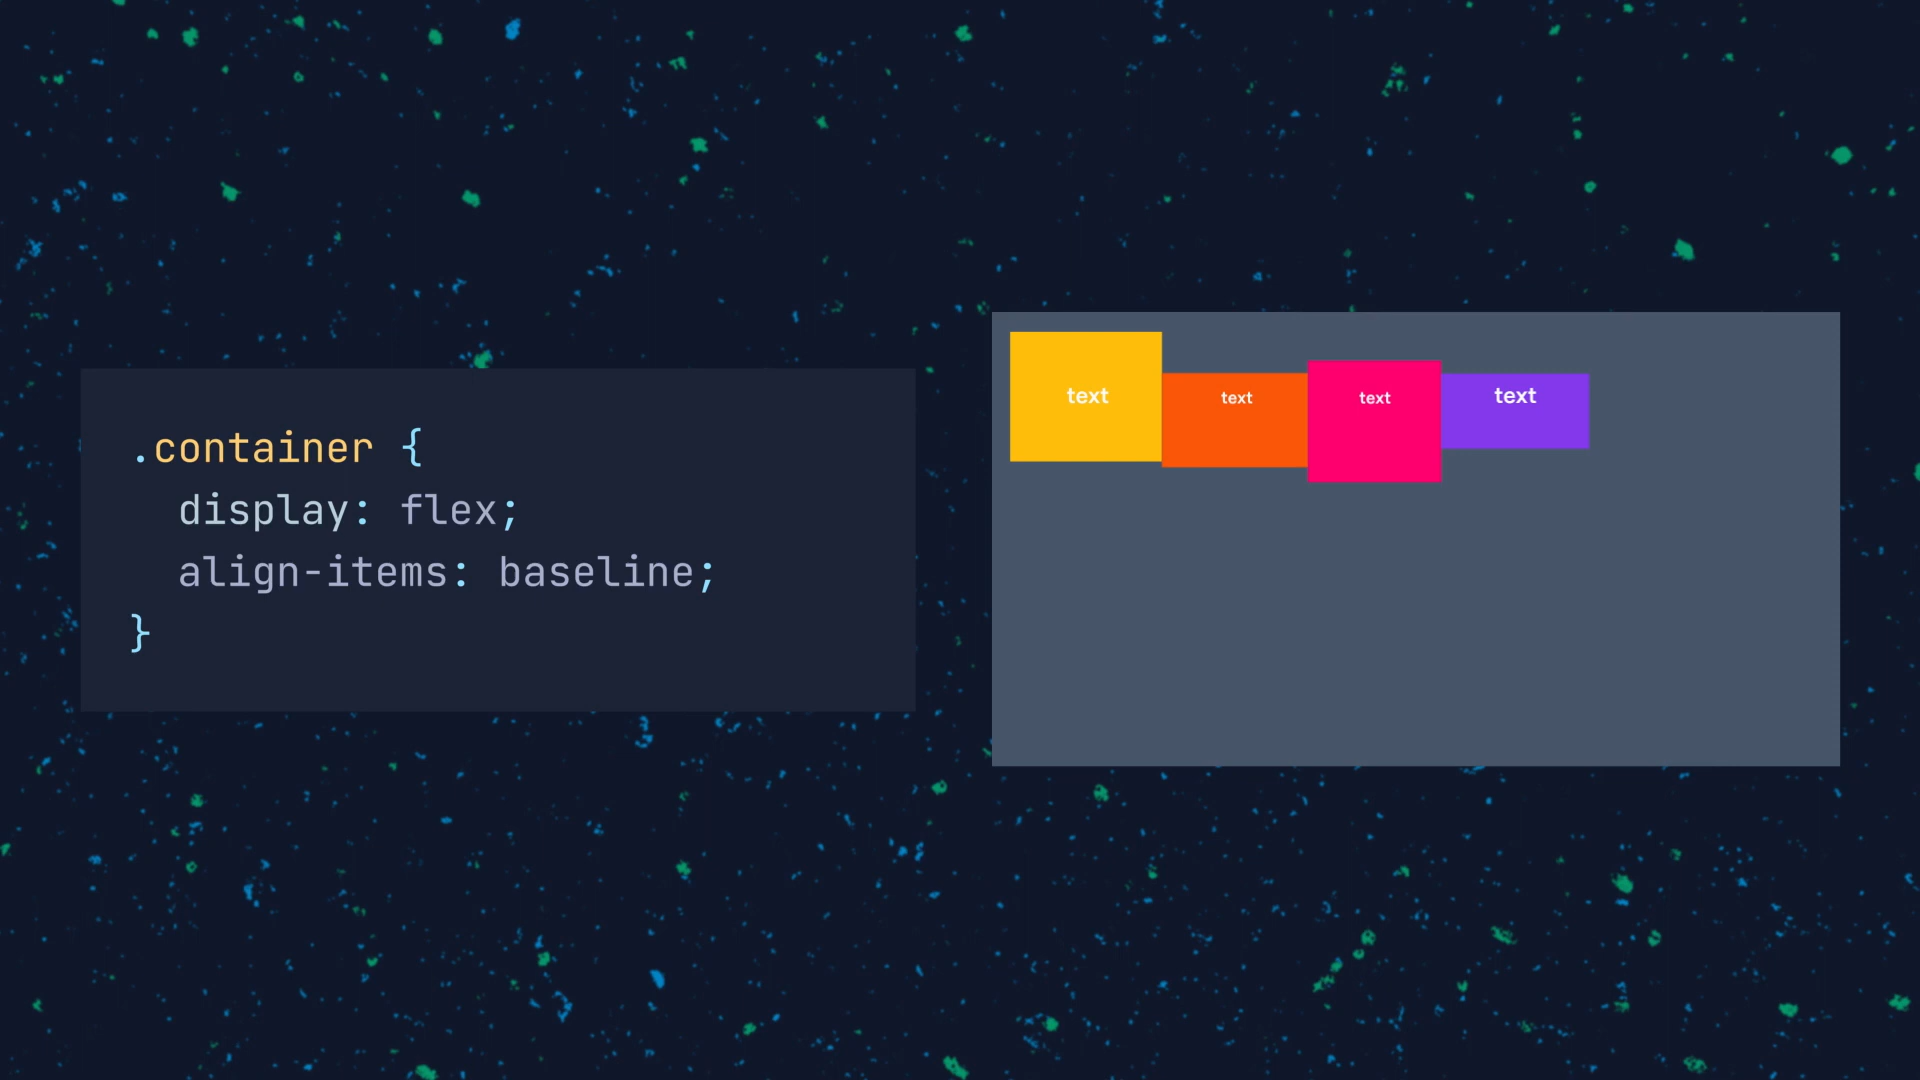 .container {
  display: flex;
  align-items: baseline;
}
text text text text